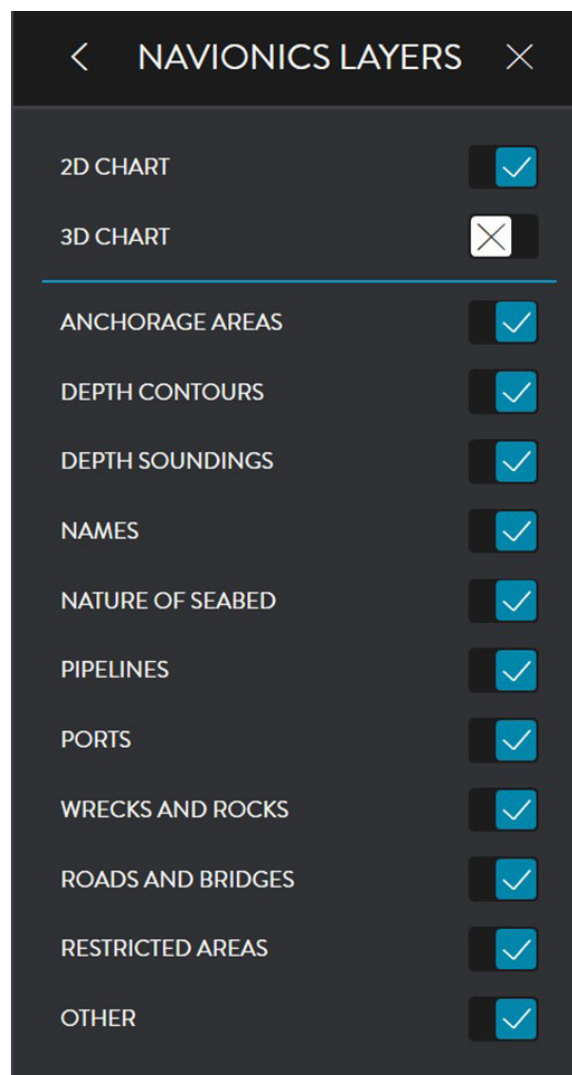 NAVIONICS LAYERS
2D CHART
3D CHART
ANCHORAGE AREAS
DEPTH CONTOURS
DEPTH SOUNDINGS
NAMES
NATURE OF SEABED
PIPELINES
PORTS
WRECKS AND ROCKS
ROADS AND BRIDGES
RESTRICTED AREAS
OTHER